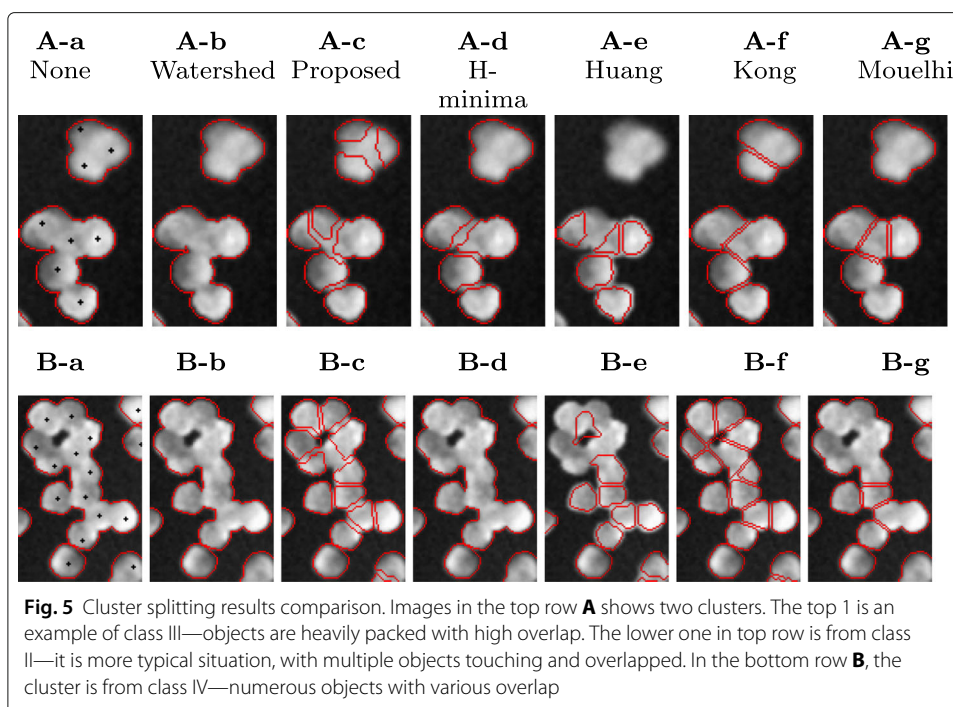 A-a A-b A-c A-d A-e A-f A-g
None Watershed Proposed H- Huang Kong Mouelhi
minima
B-a B-b B-c B-d B-e B-f B-g
Fig. 5 Cluster splitting results comparison. Images in the top row A shows two clusters. The top 1 is an
example of class III—objects are heavily packed with high overlap. The lower one in top row is from class
II—it is more typical situation, with multiple objects touching and overlapped. In the bottom row B, the
cluster is from class IV—numerous objects with various overlap